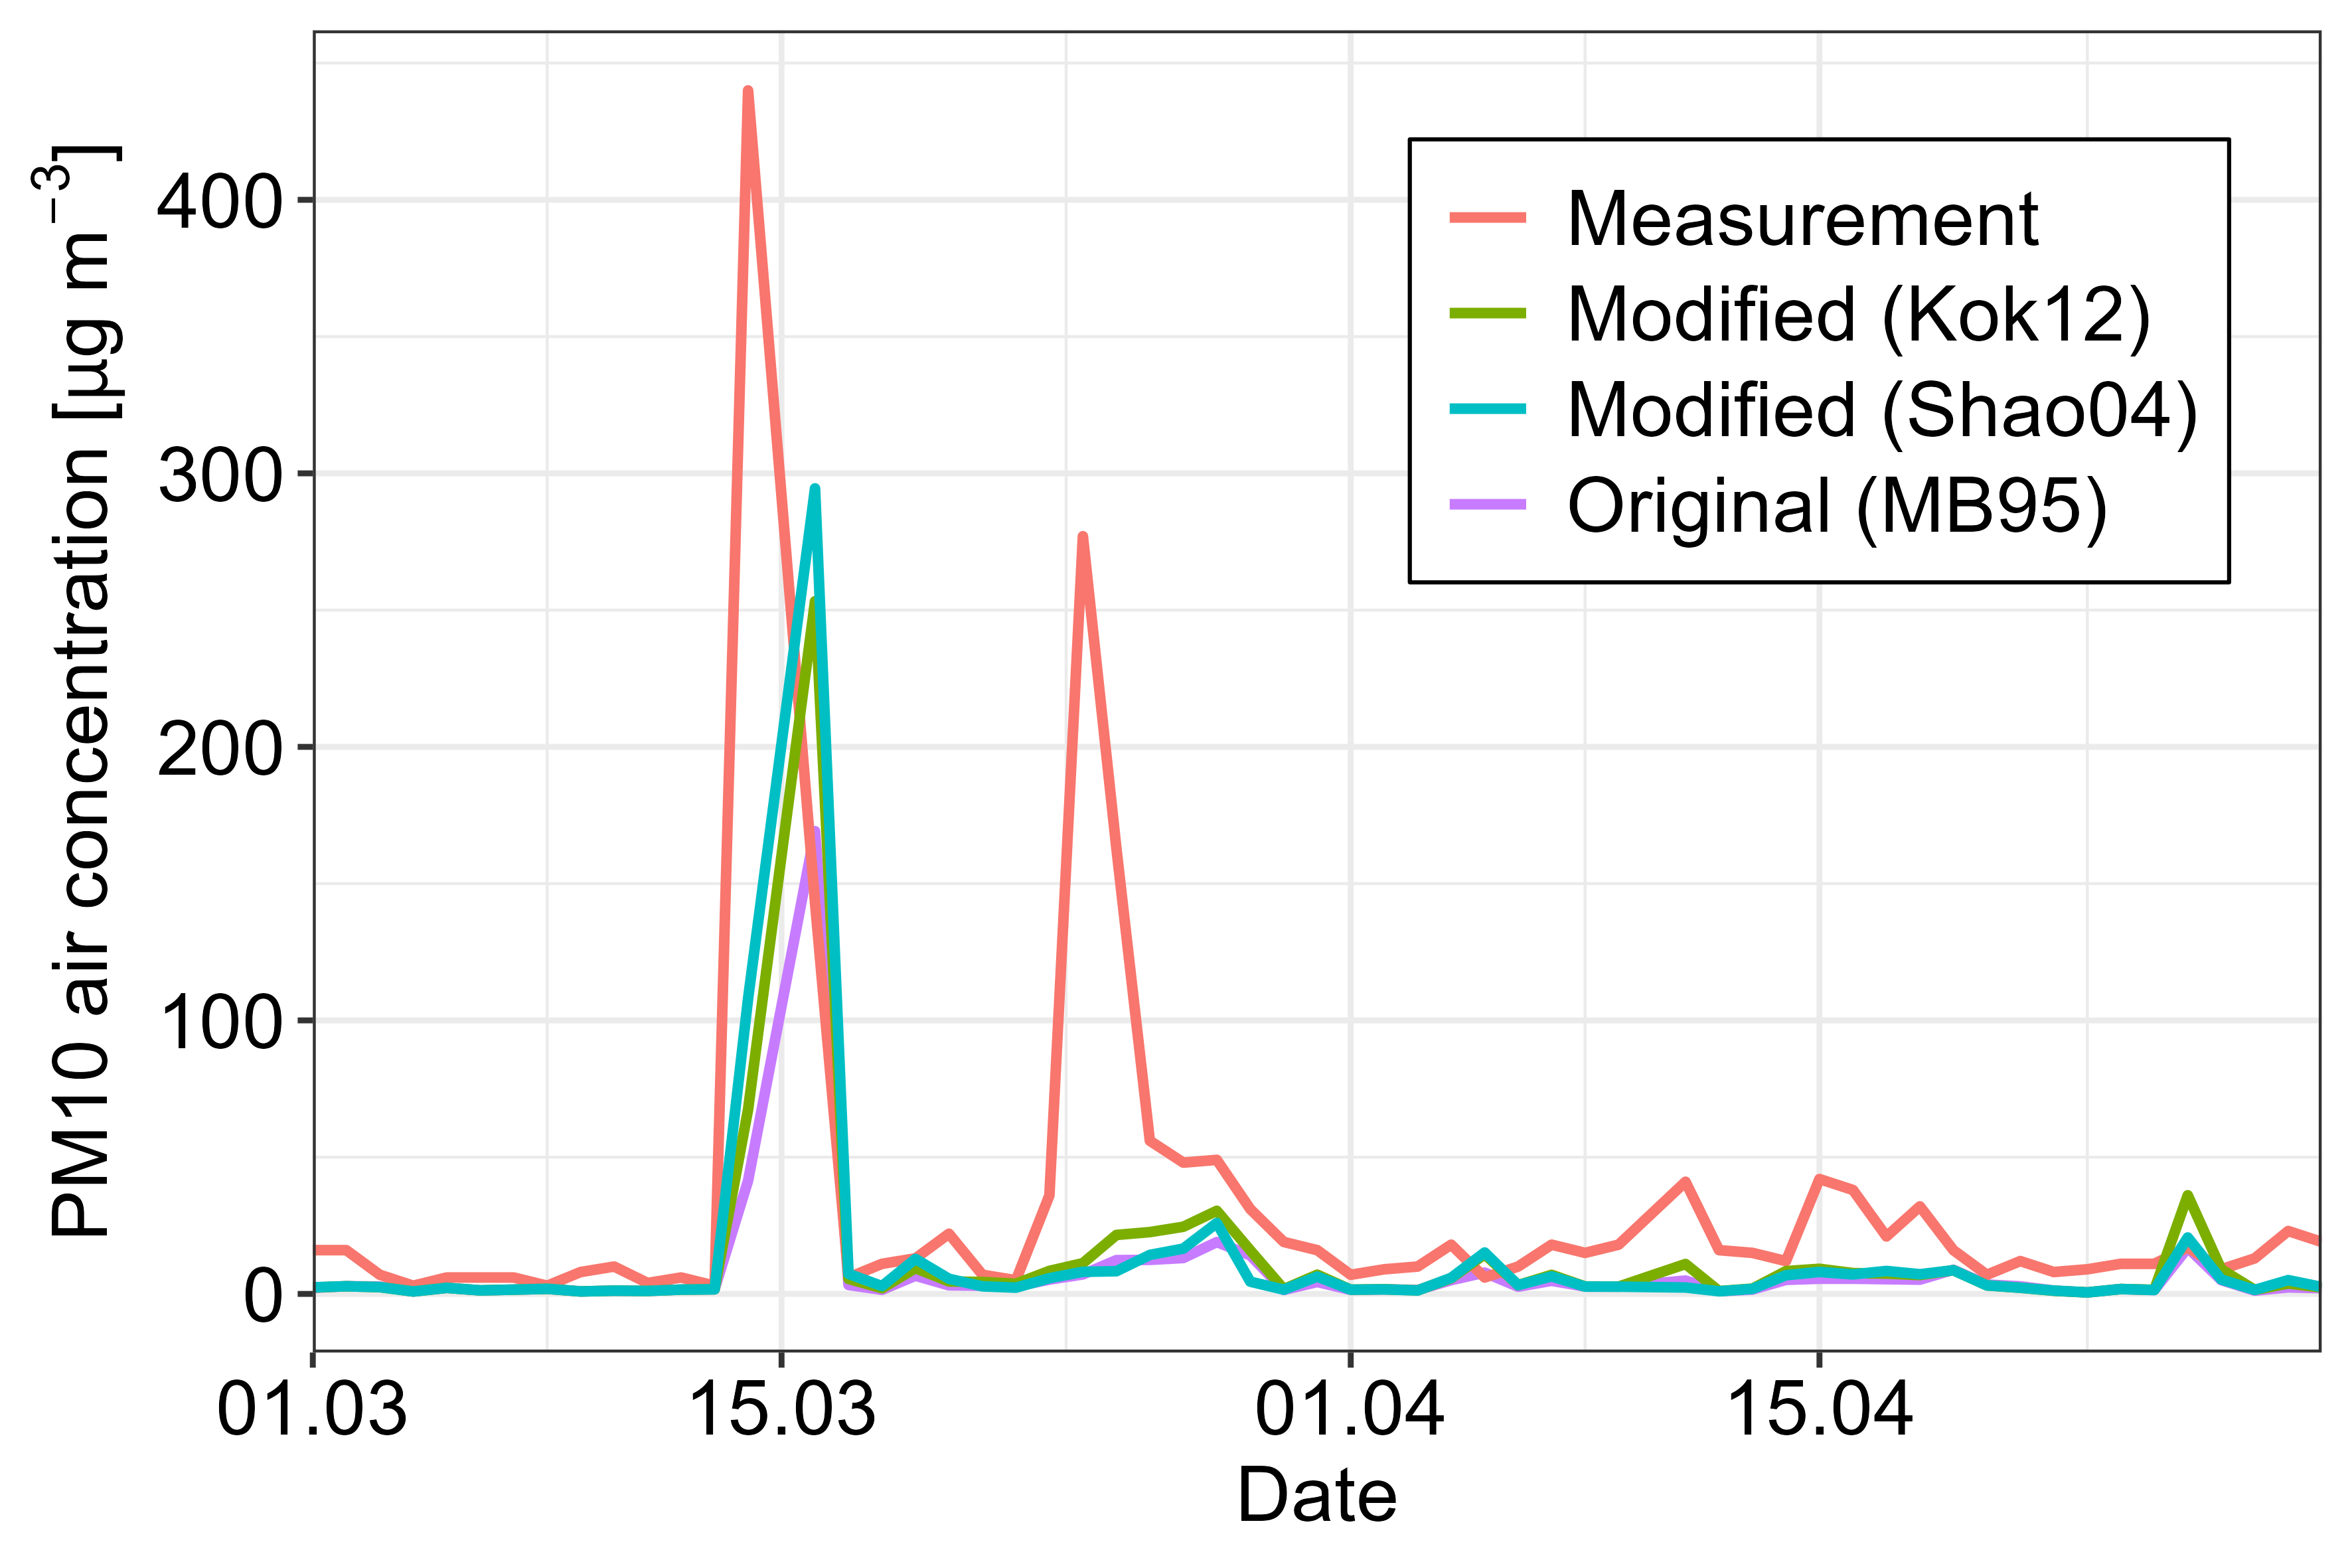 PM10 air concentration [µg m⁻³]
400
300
200
100
0
Measurement
Modified (Kok12)
Modified (Shao04)
Original (MB95)
01.03 15.03 01.04 15.04
Date